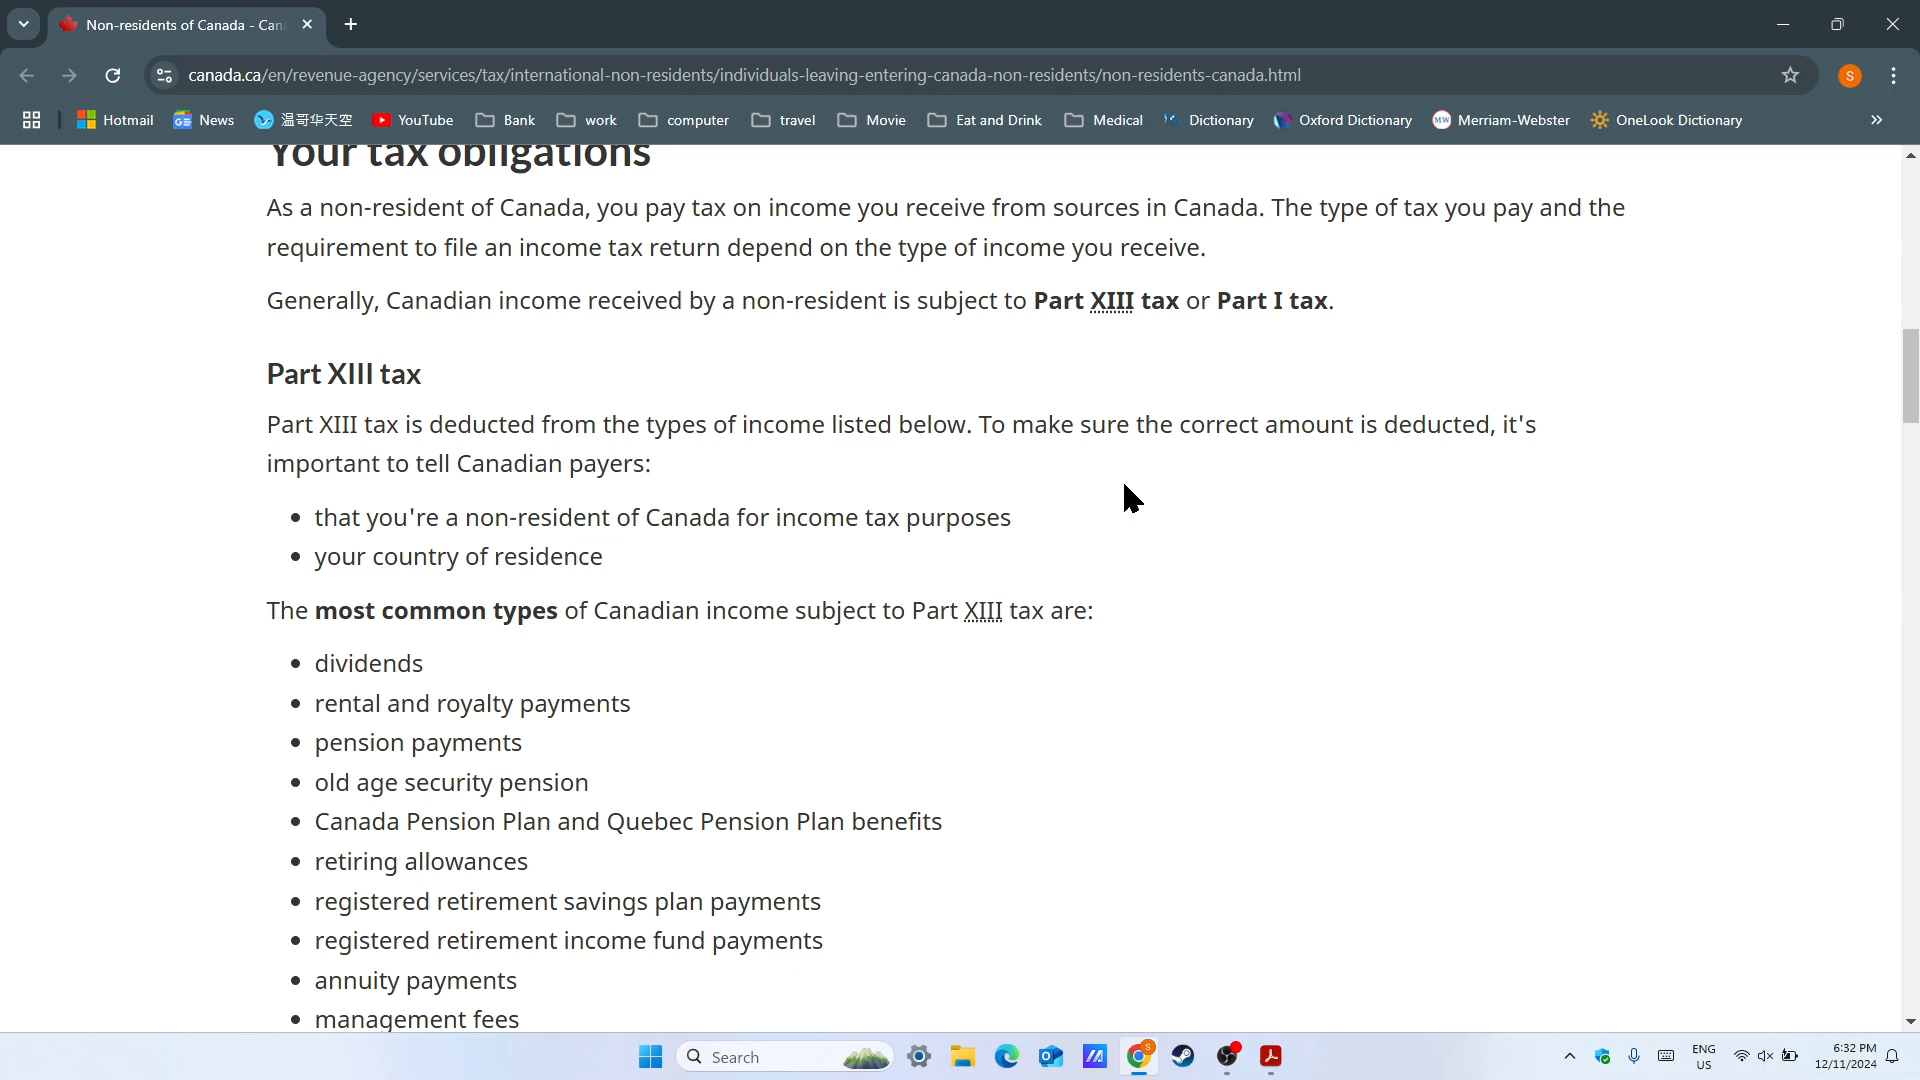 Non-residents of Canada - Can
canada.ca/en/revenue-agency/services/tax/international-non-residents/individuals-leaving-entering-canada-non-residents/non-residents-canada.html
S
Hotmail
News
温哥华天空
YouTube
Bank
work
computer
travel
Movie
Eat and Drink
Medical
Dictionary
Oxford Dictionary
Merriam-Webster
OneLook Dictionary
Your tax obligations
As a non-resident of Canada, you pay tax on income you receive from sources in Canada. The type of tax you pay and the
requirement to file an income tax return depend on the type of income you receive.
Generally, Canadian income received by a non-resident is subject to Part XIII tax or Part I tax.
Part XIII tax
Part XIII tax is deducted from the types of income listed below. To make sure the correct amount is deducted, it's
important to tell Canadian payers:
• that you're a non-resident of Canada for income tax purposes
• your country of residence
The most common types of Canadian income subject to Part XIII tax are:
• dividends
• rental and royalty payments
• pension payments
• old age security pension
• Canada Pension Plan and Quebec Pension Plan benefits
• retiring allowances
• registered retirement savings plan payments
• registered retirement income fund payments
• annuity payments
• management fees
Search
ENG
US
6:32 PM
12/11/2024